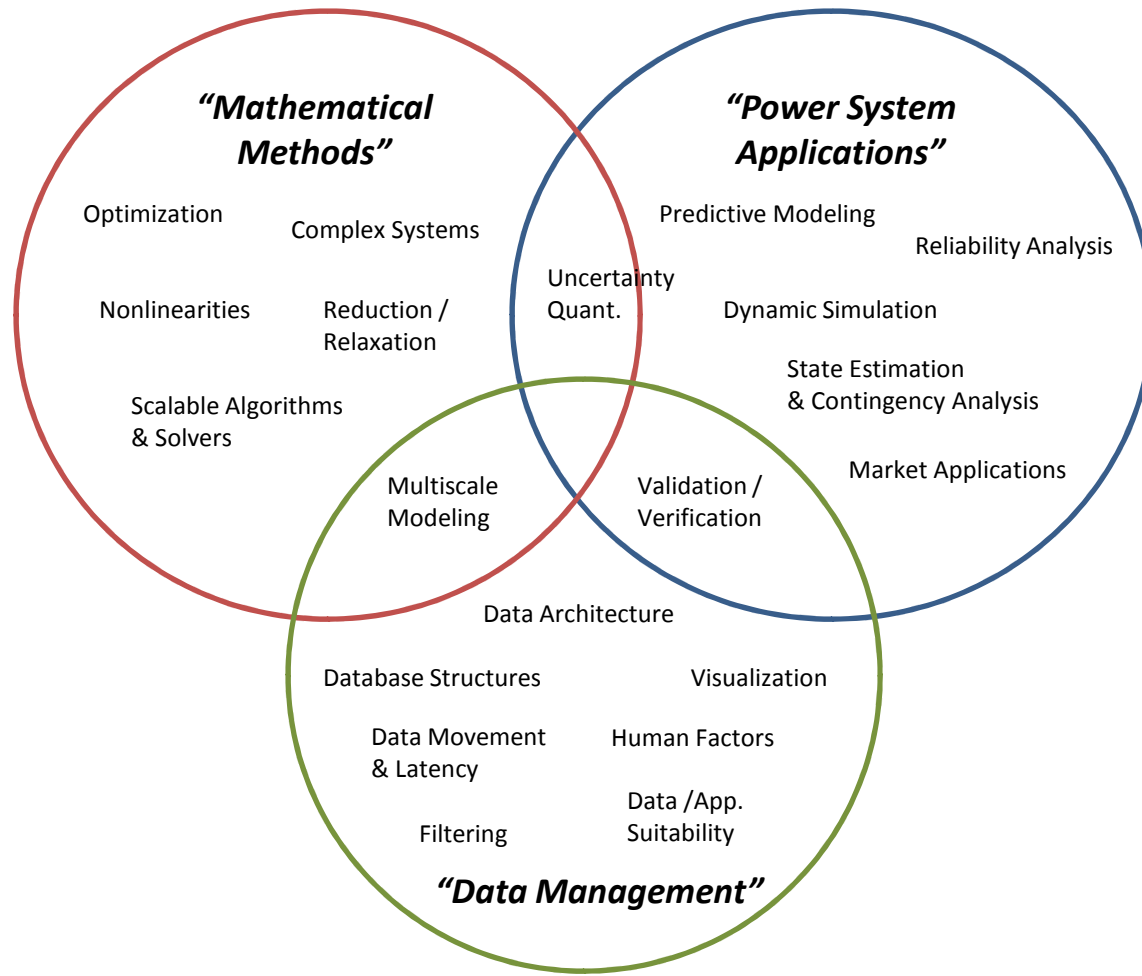 “Mathematical
Methods”
Optimization
Complex Systems
Nonlinearities
Reduction /
Relaxation
Scalable Algorithms
& Solvers
“Power System
Applications”
Predictive Modeling
Reliability Analysis
Uncertainty
Quant.
Dynamic Simulation
State Estimation
& Contingency Analysis
Market Applications
Multiscale
Modeling
Validation /
Verification
Data Architecture
Database Structures
Visualization
Data Movement
& Latency
Human Factors
Data /App.
Suitability
Filtering
“Data Management”